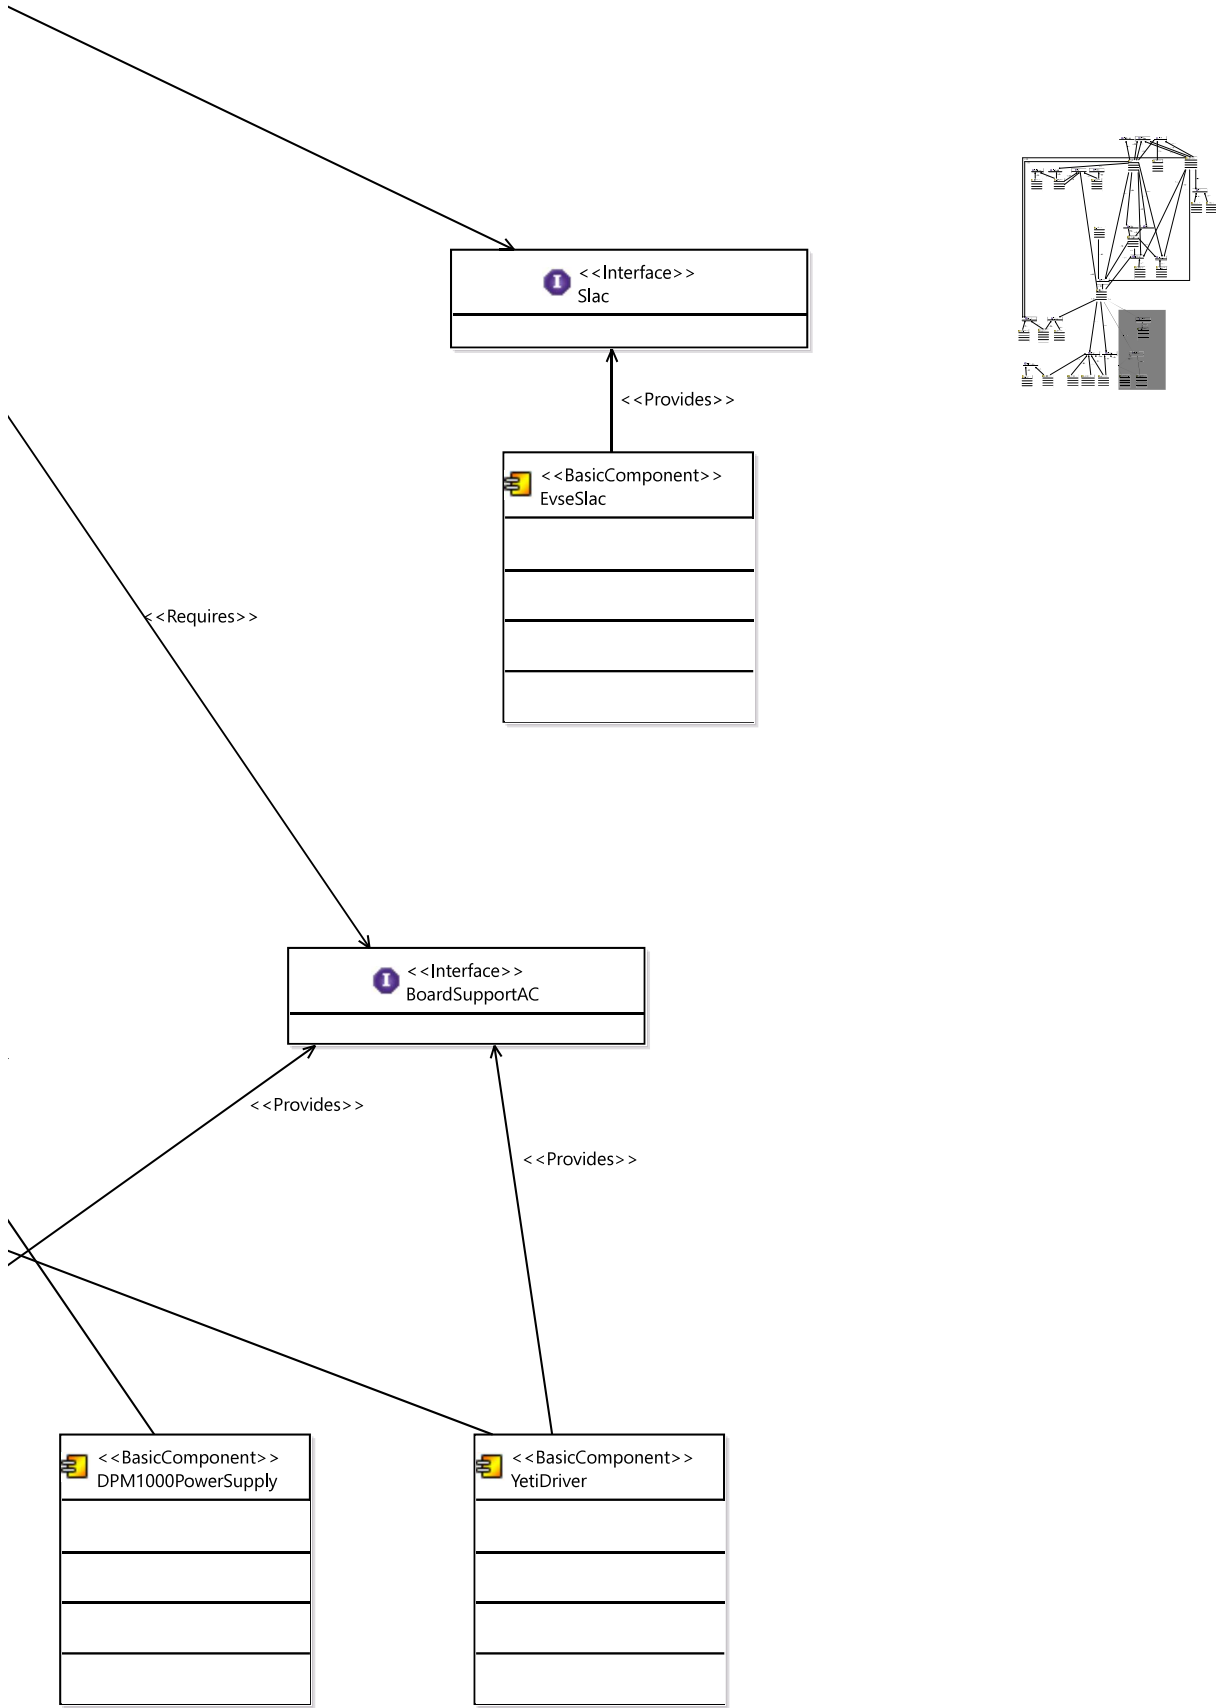 <<Interface>>
Slac
<<Provides>>
<<BasicComponent>>
EvseSlac
<<Requires>>
<<Interface>>
BoardSupportAC
<<Provides>>
<<Provides>>
<<BasicComponent>>
DPM1000PowerSupply
<<BasicComponent>>
YetiDriver